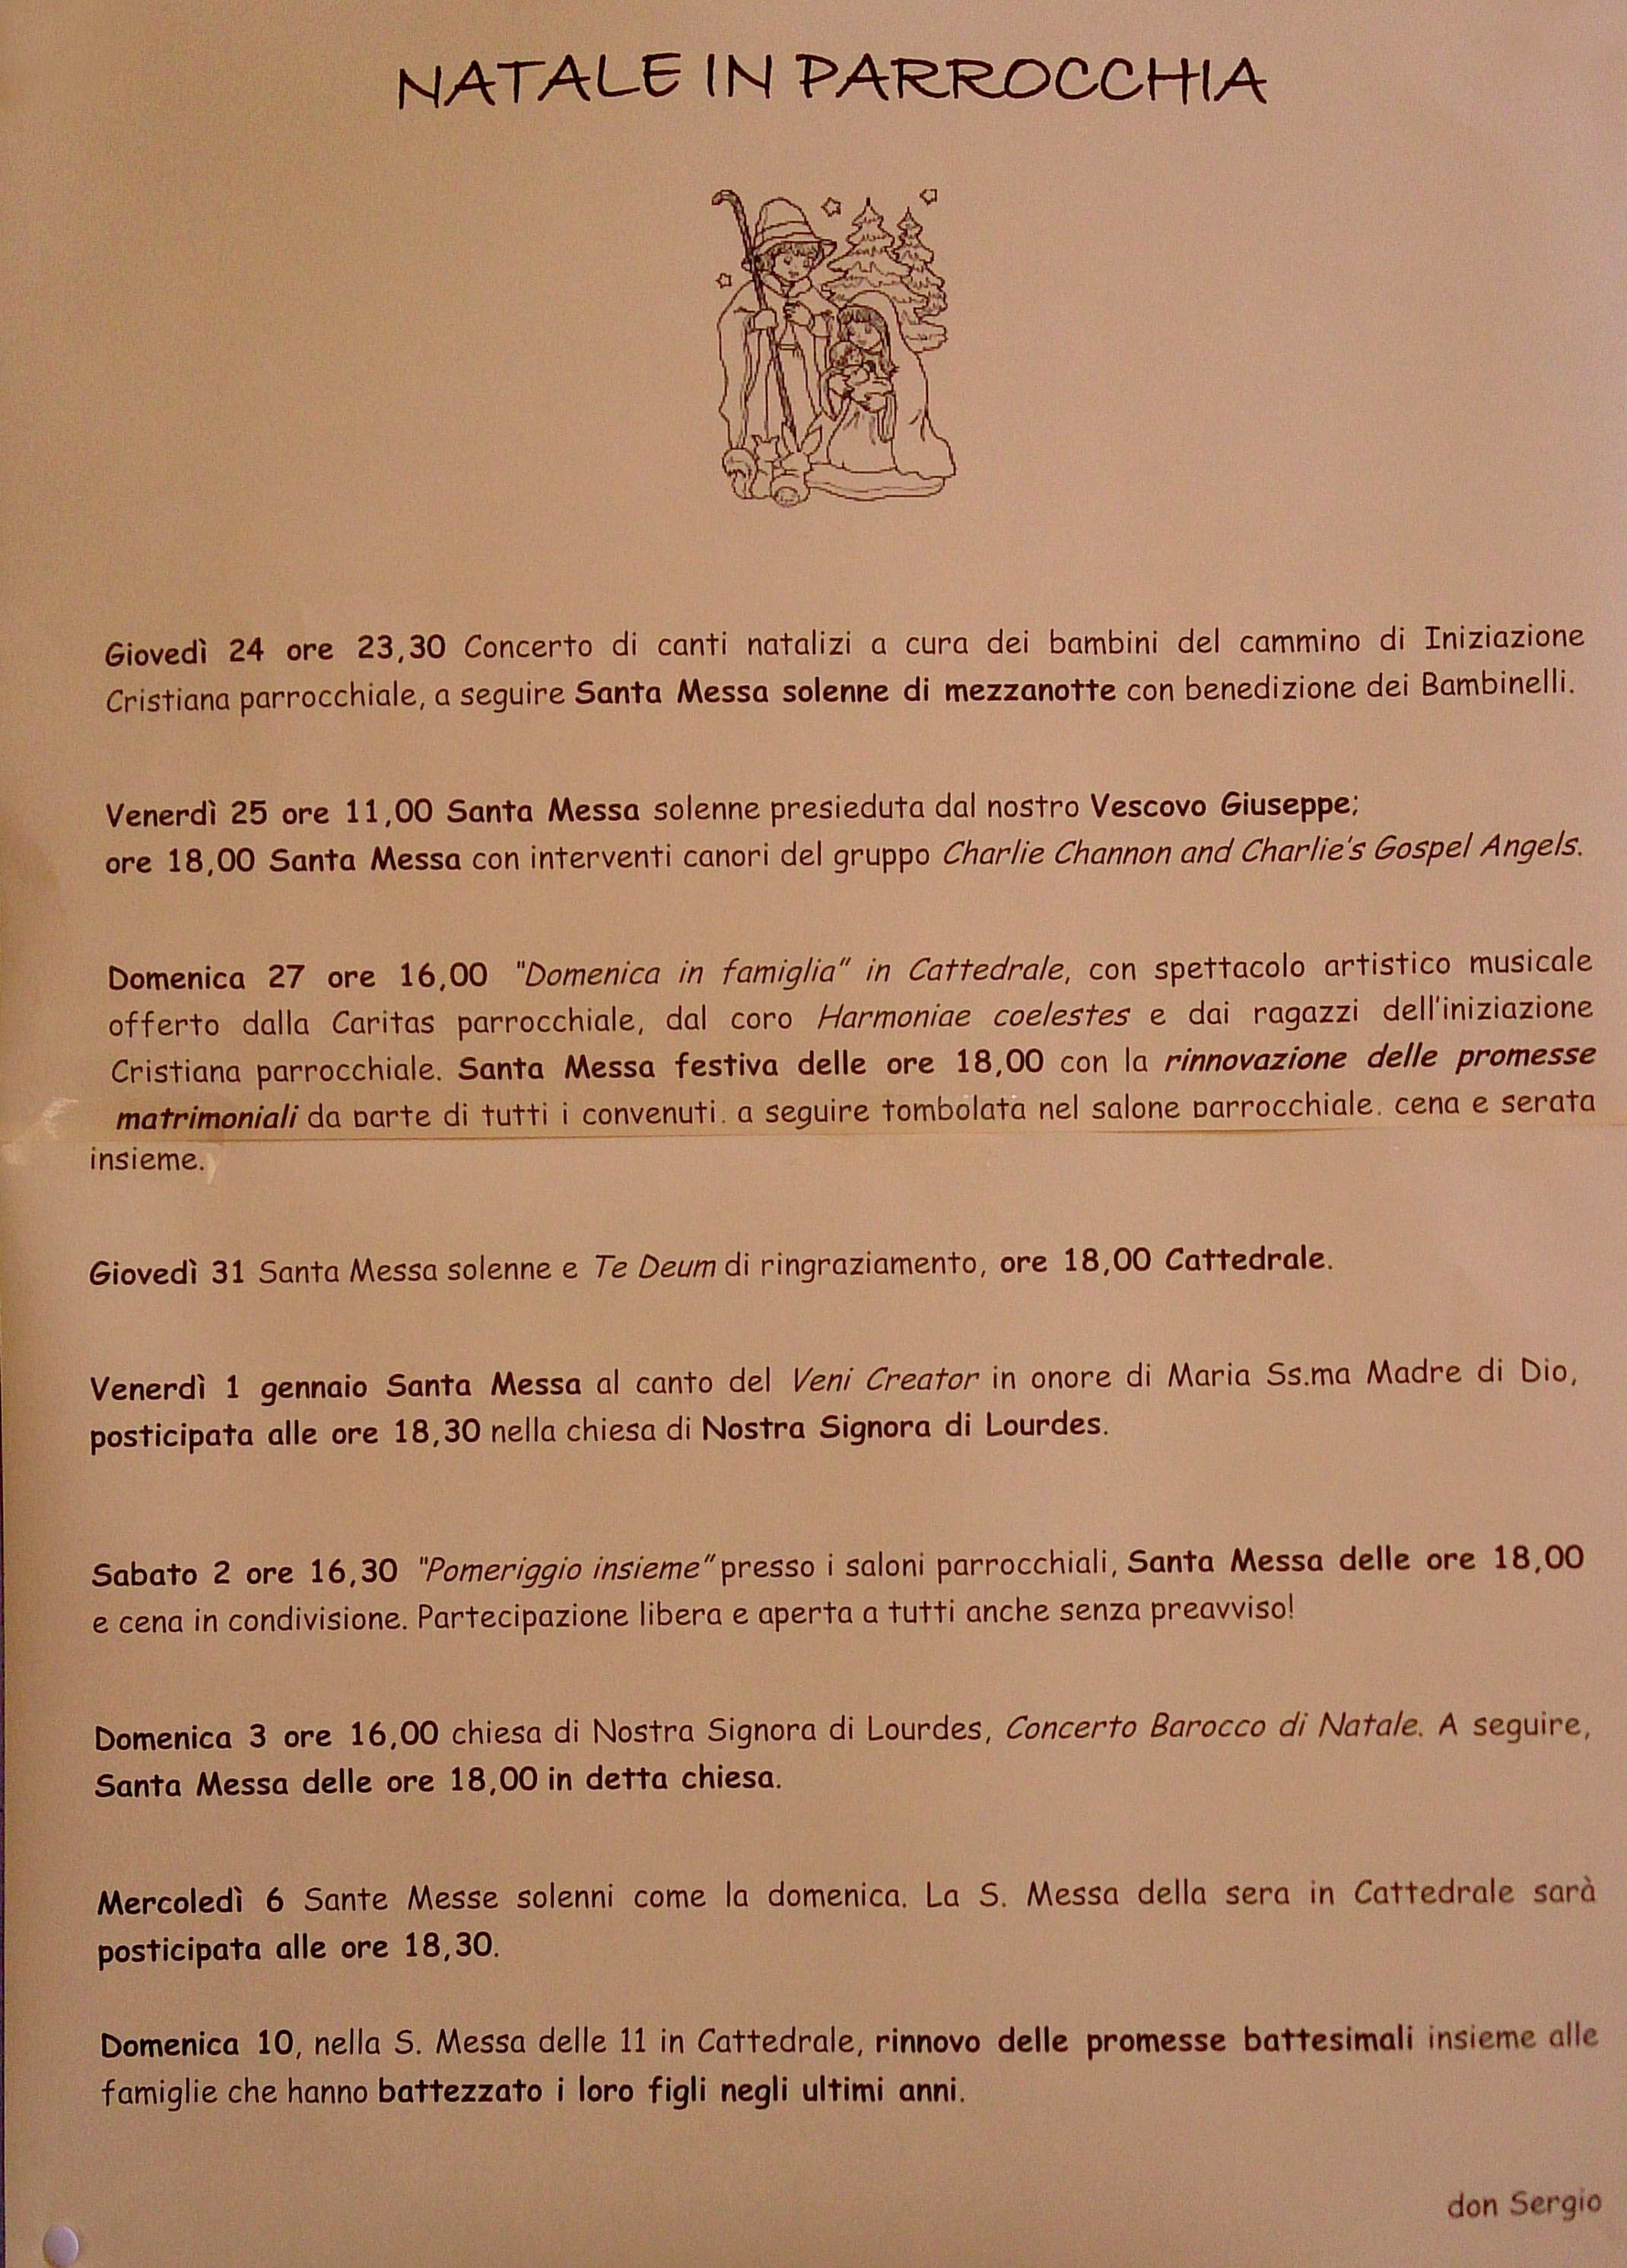 NATALE IN PARROCCHIA
Giovedì 24 ore 23,30 Concerto di canti natalizi a cura dei bambini del cammino di Iniziazione
Cristiana parrocchiale, a seguire Santa Messa solenne di mezzanotte con benedizione dei Bambinelli.
Venerdì 25 ore 11,00 Santa Messa solenne presieduta dal nostro Vescovo Giuseppe;
ore 18,00 Santa Messa con interventi canori del gruppo Charlie Channon and Charlie's Gospel Angels.
Domenica 27 ore 16,00 "Domenica in famiglia" in Cattedrale, con spettacolo artistico musicale
offerto dalla Caritas parrocchiale, dal coro Harmoniae coelestes e dai ragazzi dell'iniziazione
Cristiana parrocchiale. Santa Messa festiva delle ore 18,00 con la rinnovazione delle promesse
matrimoniali da parte di tutti i convenuti, a seguire tombolata nel salone parrocchiale, cena e serata
insieme.
Giovedì 31 Santa Messa solenne e Te Deum di ringraziamento, ore 18,00 Cattedrale.
Venerdì 1 gennaio Santa Messa al canto del Veni Creator in onore di Maria Ss.ma Madre di Dio,
posticipata alle ore 18,30 nella chiesa di Nostra Signora di Lourdes.
Sabato 2 ore 16,30 "Pomeriggio insieme" presso i saloni parrocchiali, Santa Messa delle ore 18,00
e cena in condivisione. Partecipazione libera e aperta a tutti anche senza preavviso!
Domenica 3 ore 16,00 chiesa di Nostra Signora di Lourdes, Concerto Barocco di Natale. A seguire,
Santa Messa delle ore 18,00 in detta chiesa.
Mercoledì 6 Sante Messe solenni come la domenica. La S. Messa della sera in Cattedrale sarà
posticipata alle ore 18,30.
Domenica 10, nella S. Messa delle 11 in Cattedrale, rinnovo delle promesse battesimali insieme alle
famiglie che hanno battezzato i loro figli negli ultimi anni.
don Sergio